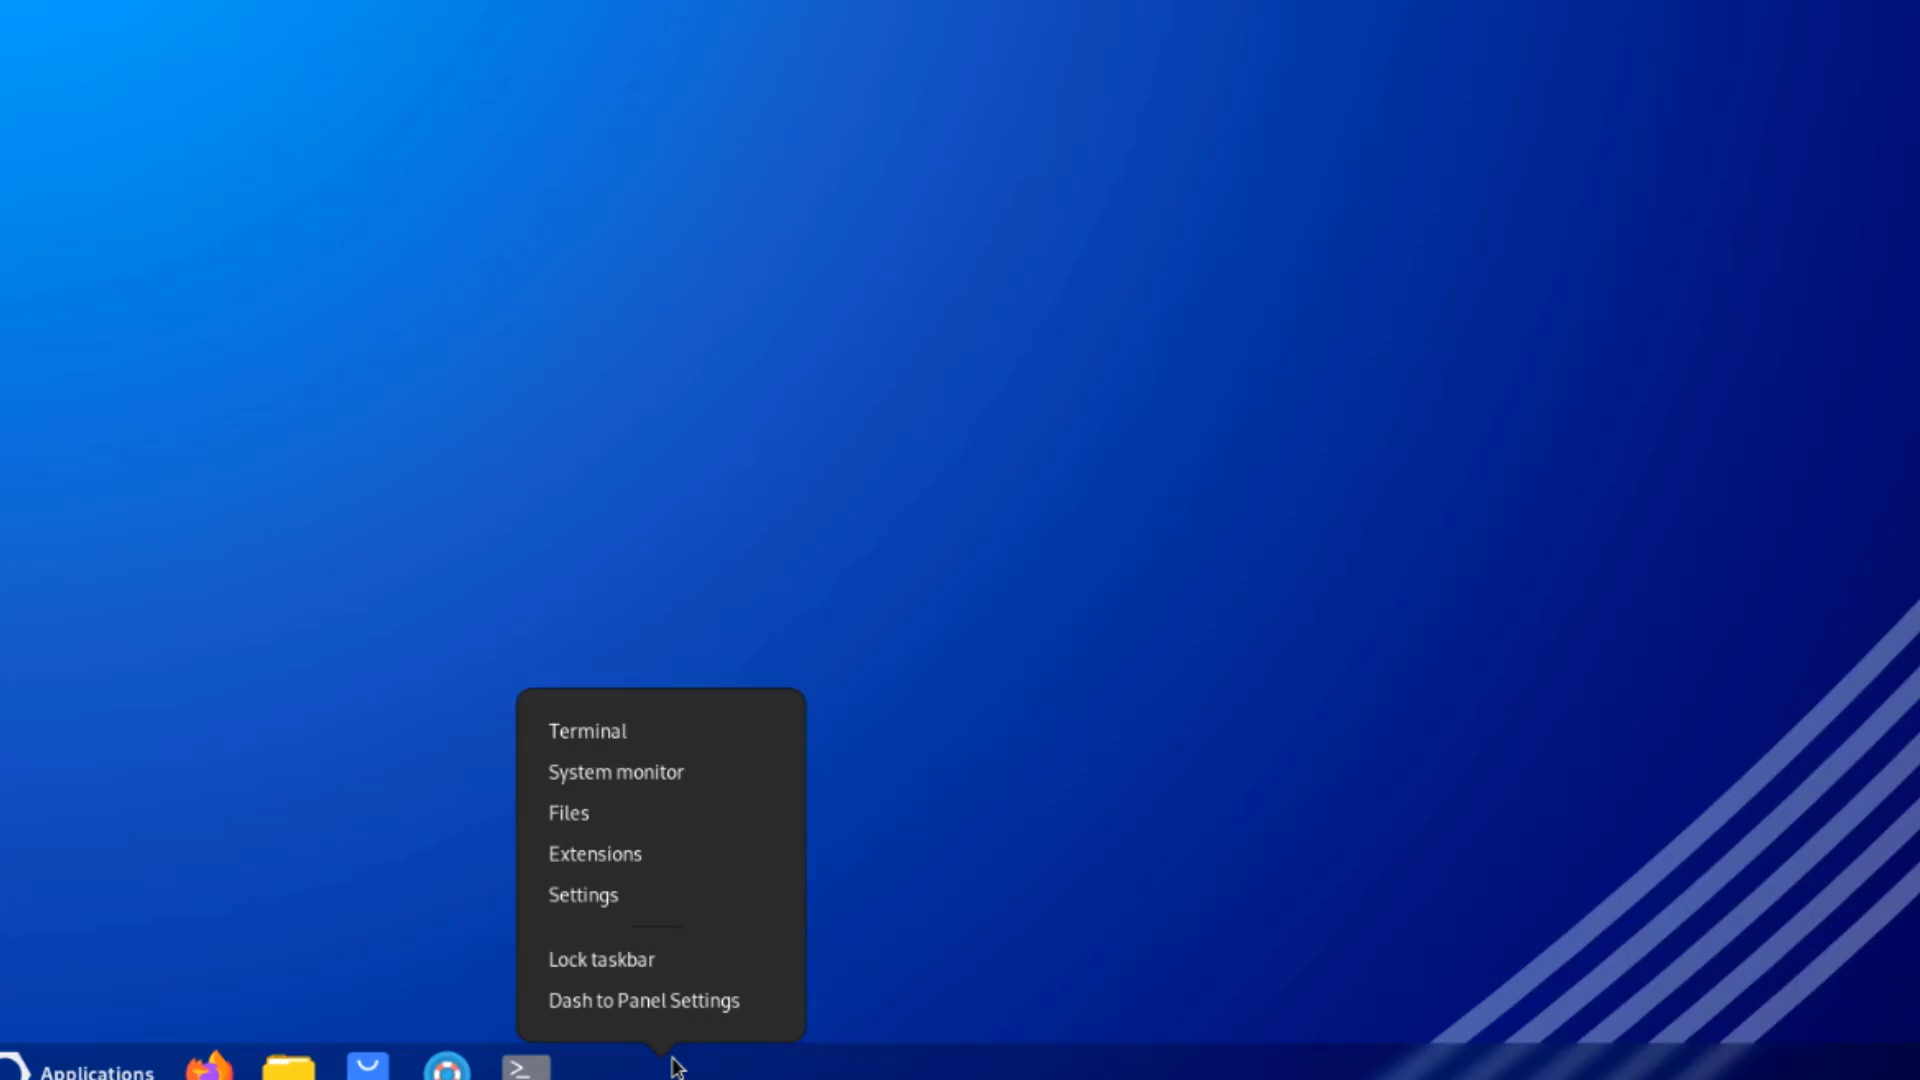 Terminal
System monitor
Files
Extensions
Settings
Lock taskbar
Dash to Panel Settings
Applications